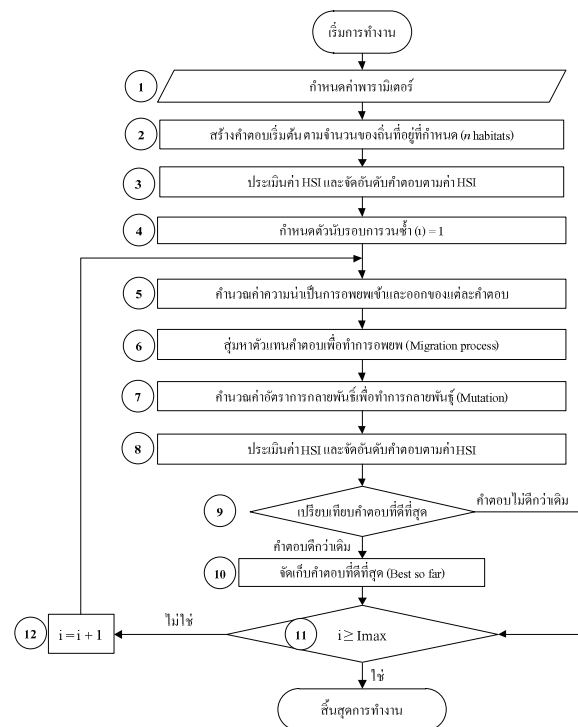 เริ่มการทำงาน
1
กำหนดค่าพารามิเตอร์
2
สร้างคำตอบเริ่มต้น ตามจำนวนของถิ่นที่อยู่ที่กำหนด (n habitats)
3
ประเมินค่า HSI และจัดอันดับคำตอบตามค่า HSI
4
กำหนดตัวนับรอบการวนซ้ำ (i) = 1
5
คำนวณค่าความน่าเป็นการอพยพเข้าและออกของแต่ละคำตอบ
6
สุ่มหาตัวแทนคำตอบเพื่อทำการอพยพ (Migration process)
7
คำนวณค่าอัตราการกลายพันธุ์เพื่อทำการกลายพันธุ์ (Mutation)
8
ประเมินค่า HSI และจัดอันดับคำตอบตามค่า HSI
9
เปรียบเทียบคำตอบที่ดีที่สุด
คำตอบไม่ดีกว่าเดิม
คำตอบดีกว่าเดิม
10
จัดเก็บคำตอบที่ดีที่สุด (Best so far)
12
i = i + 1
ไม่ใช่
11
i ≥ Imax
ใช่
สิ้นสุดการทำงาน